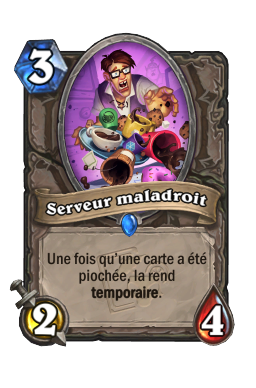 3
Serveur maladroit
Une fois qu'une carte a été
piochée, la rend
temporaire.
2
4